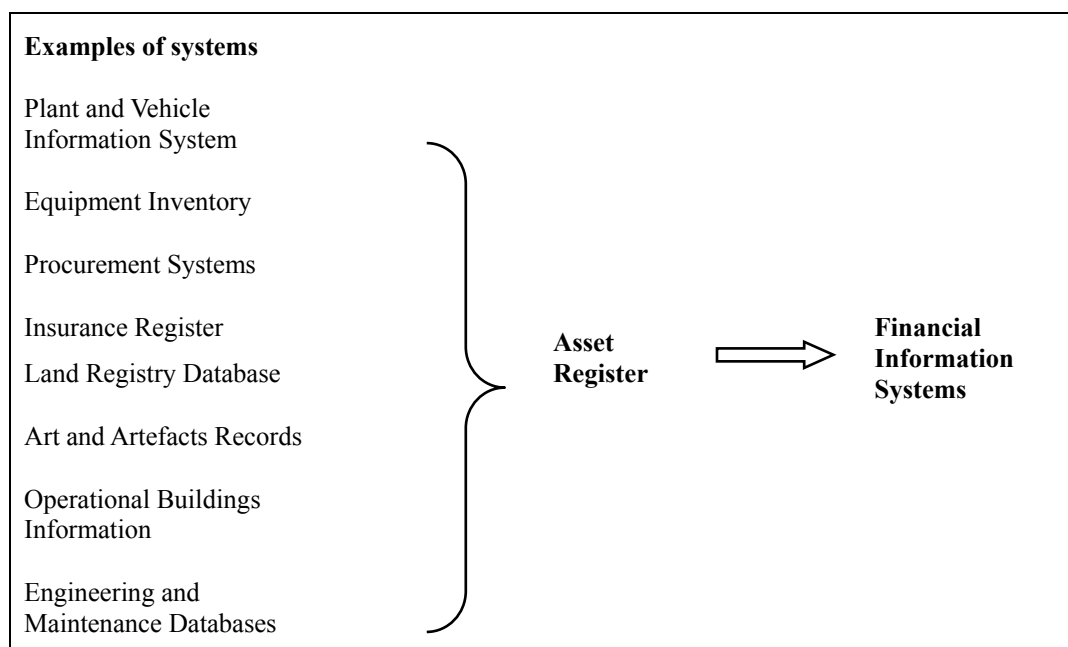 Examples of systems
Plant and Vehicle
Information System
Equipment Inventory
Procurement Systems
Insurance Register
Land Registry Database
Art and Artefacts Records
Operational Buildings
Information
Engineering and
Maintenance Databases
Asset
Register
Financial
Information
Systems